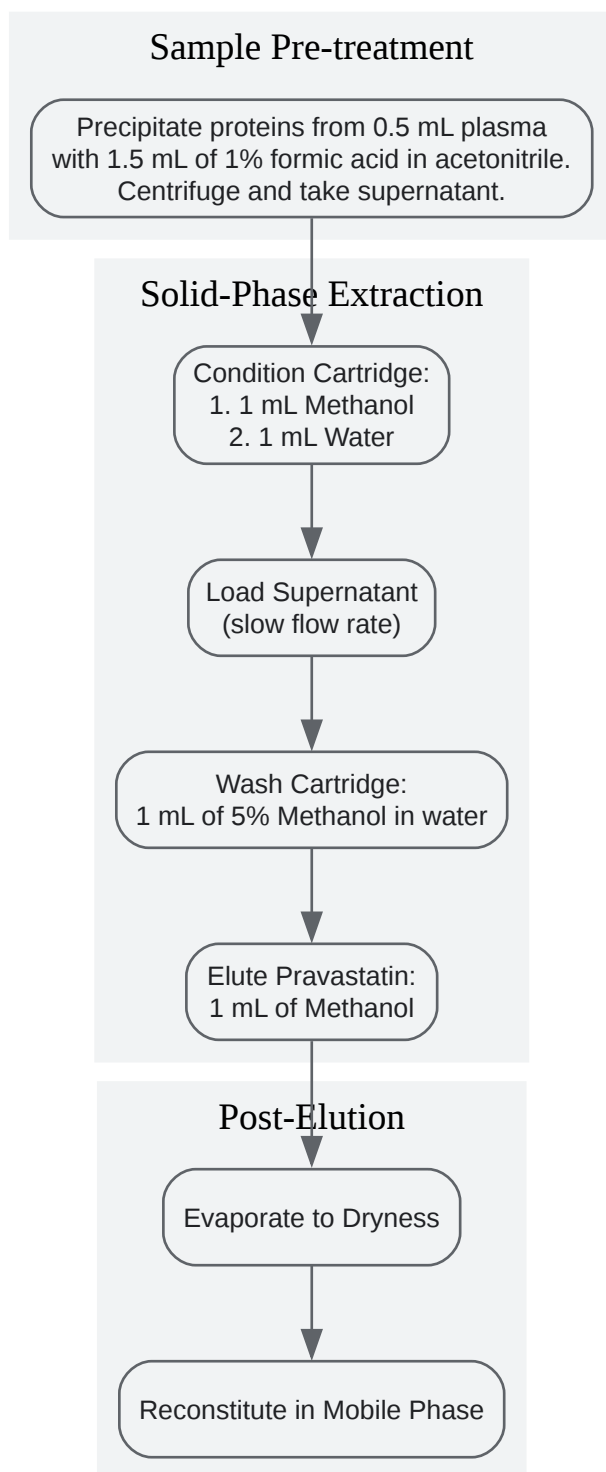 Sample Pre-treatment
Precipitate proteins from 0.5 mL plasma
with 1.5 mL of 1% formic acid in acetonitrile.
Centrifuge and take supernatant.
Solid-Phase Extraction
Condition Cartridge:
1. 1 mL Methanol
2. 1 mL Water
Load Supernatant
(slow flow rate)
Wash Cartridge:
1 mL of 5% Methanol in water
Elute Pravastatin:
1 mL of Methanol
Post-Elution
Evaporate to Dryness
Reconstitute in Mobile Phase